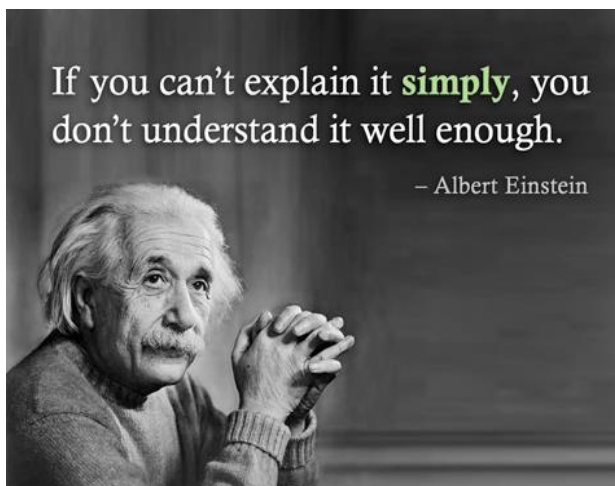 If you can’t explain it simply, you
don’t understand it well enough.
– Albert Einstein